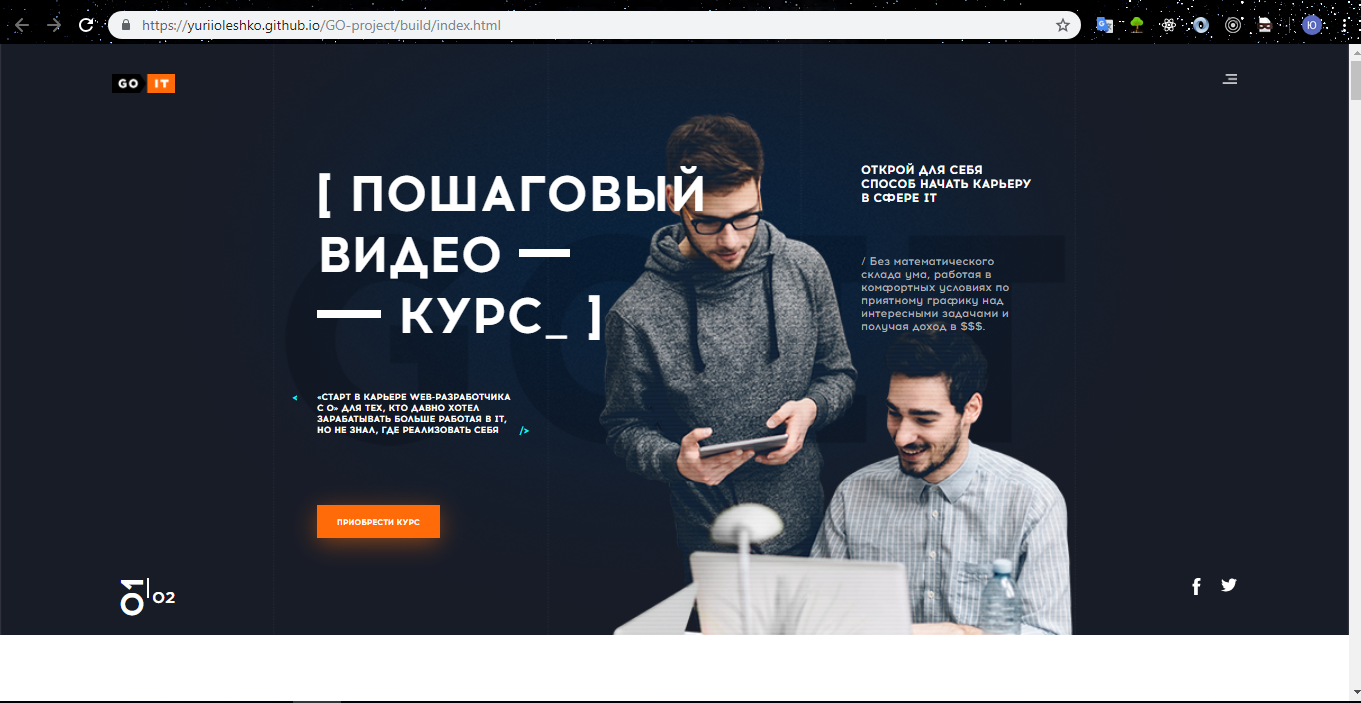 https://yuriioleshko.github.io/GO-project/build/index.html
Ю
GO IT
[ ПОШАГОВЫЙ
ВИДЕО —
— КУРС_ ]
ОТКРОЙ ДЛЯ СЕБЯ
СПОСОБ НАЧАТЬ КАРЬЕРУ
В СФЕРЕ IT
/ Без математического
склада ума, работая в
комфортных условиях по
приятному графику над
интересными задачами и
получая доход в $$$.
GO IT
< «СТАРТ В КАРЬЕРЕ WEB-РАЗРАБОТЧИКА
С О» ДЛЯ ТЕХ, КТО ДАВНО ХОТЕЛ
ЗАРАБАТЫВАТЬ БОЛЬШЕ РАБОТАЯ В IT,
НО НЕ ЗНАЛ, ГДЕ РЕАЛИЗОВАТЬ СЕБЯ />
ПРИОБРЕСТИ КУРС
01 02